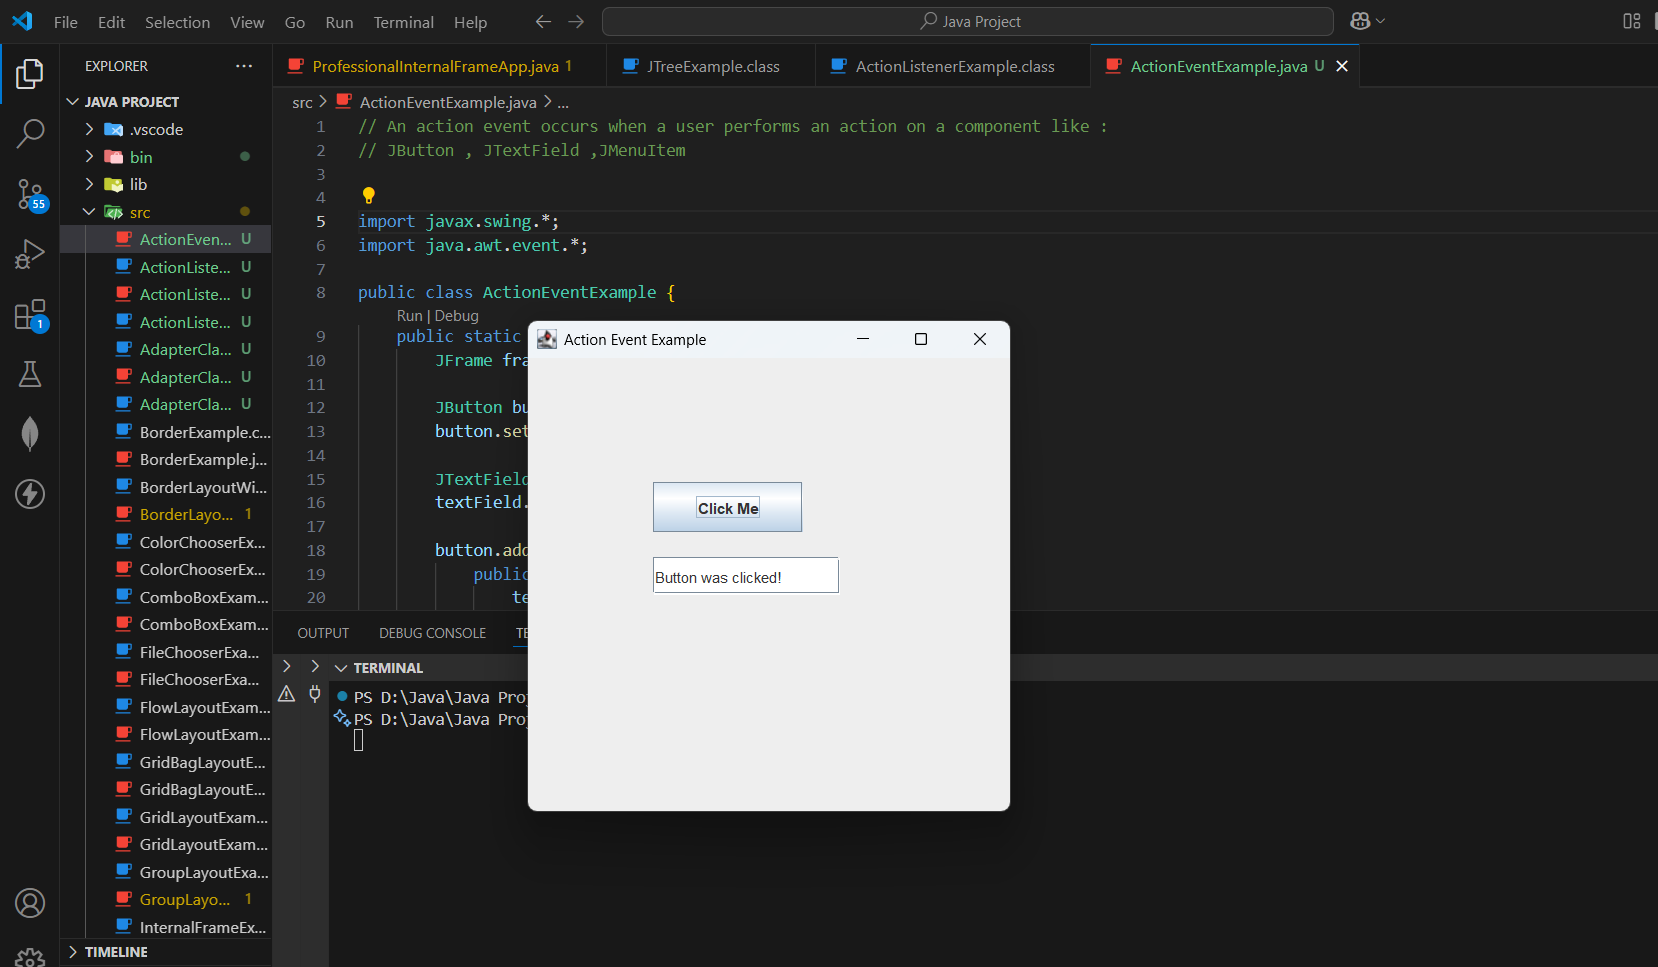 File Edit Selection View Go Run Terminal Help
Java Project
EXPLORER
ProfessionalInternalFrameApp.java 1
JTreeExample.class
ActionListenerExample.class
ActionEventExample.java U
JAVA PROJECT
.vscode
bin
lib
src
ActionEven... U
ActionListe... U
ActionListe... U
ActionListe... U
AdapterCla... U
AdapterCla... U
AdapterCla... U
BorderExample.c...
BorderExample.j...
BorderLayoutWi...
BorderLayo... 1
ColorChooserEx...
ColorChooserEx...
ComboBoxExam...
ComboBoxExam...
FileChooserExa...
FileChooserExa...
FlowLayoutExam...
FlowLayoutExam...
GridBagLayoutE...
GridBagLayoutE...
GridLayoutExam...
GridLayoutExam...
GroupLayoutExa...
GroupLayo... 1
InternalFrameEx...
TIMELINE
55
1
src > ActionEventExample.java > ...
1 // An action event occurs when a user performs an action on a component like :
2 // JButton , JTextField ,JMenuItem
3
4
5 import javax.swing.*;
6 import java.awt.event.*;
7
8 public class ActionEventExample {
Run | Debug
9 public static
10 JFrame fra
11
12 JButton bu
13 button.set
14
15 JTextField
16 textField.
17
18 button.add
19 public
20 te
Action Event Example
Click Me
Button was clicked!
OUTPUT DEBUG CONSOLE TE
TERMINAL
PS D:\Java\Java Proj
PS D:\Java\Java Proj